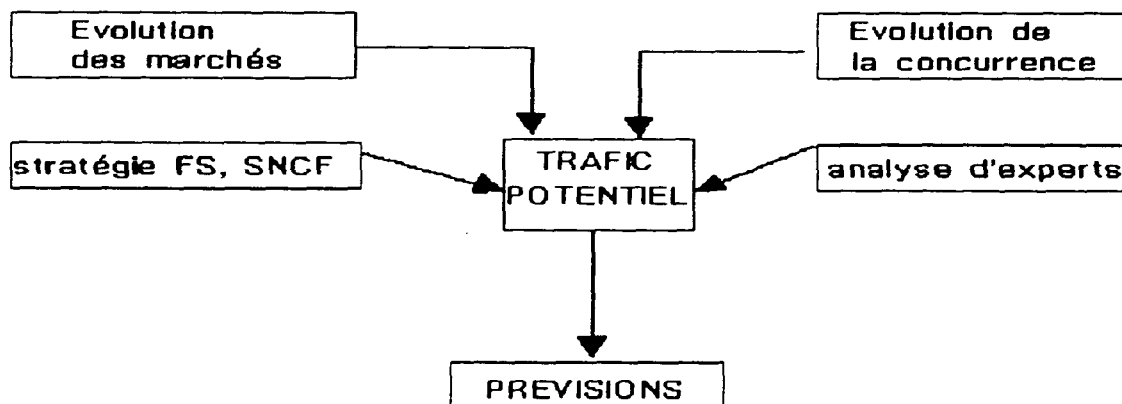 Evolution
des marchés
Evolution de
la concurrence
stratégie FS, SNCF
TRAFIC
POTENTIEL
analyse d'experts
PREVISIONS